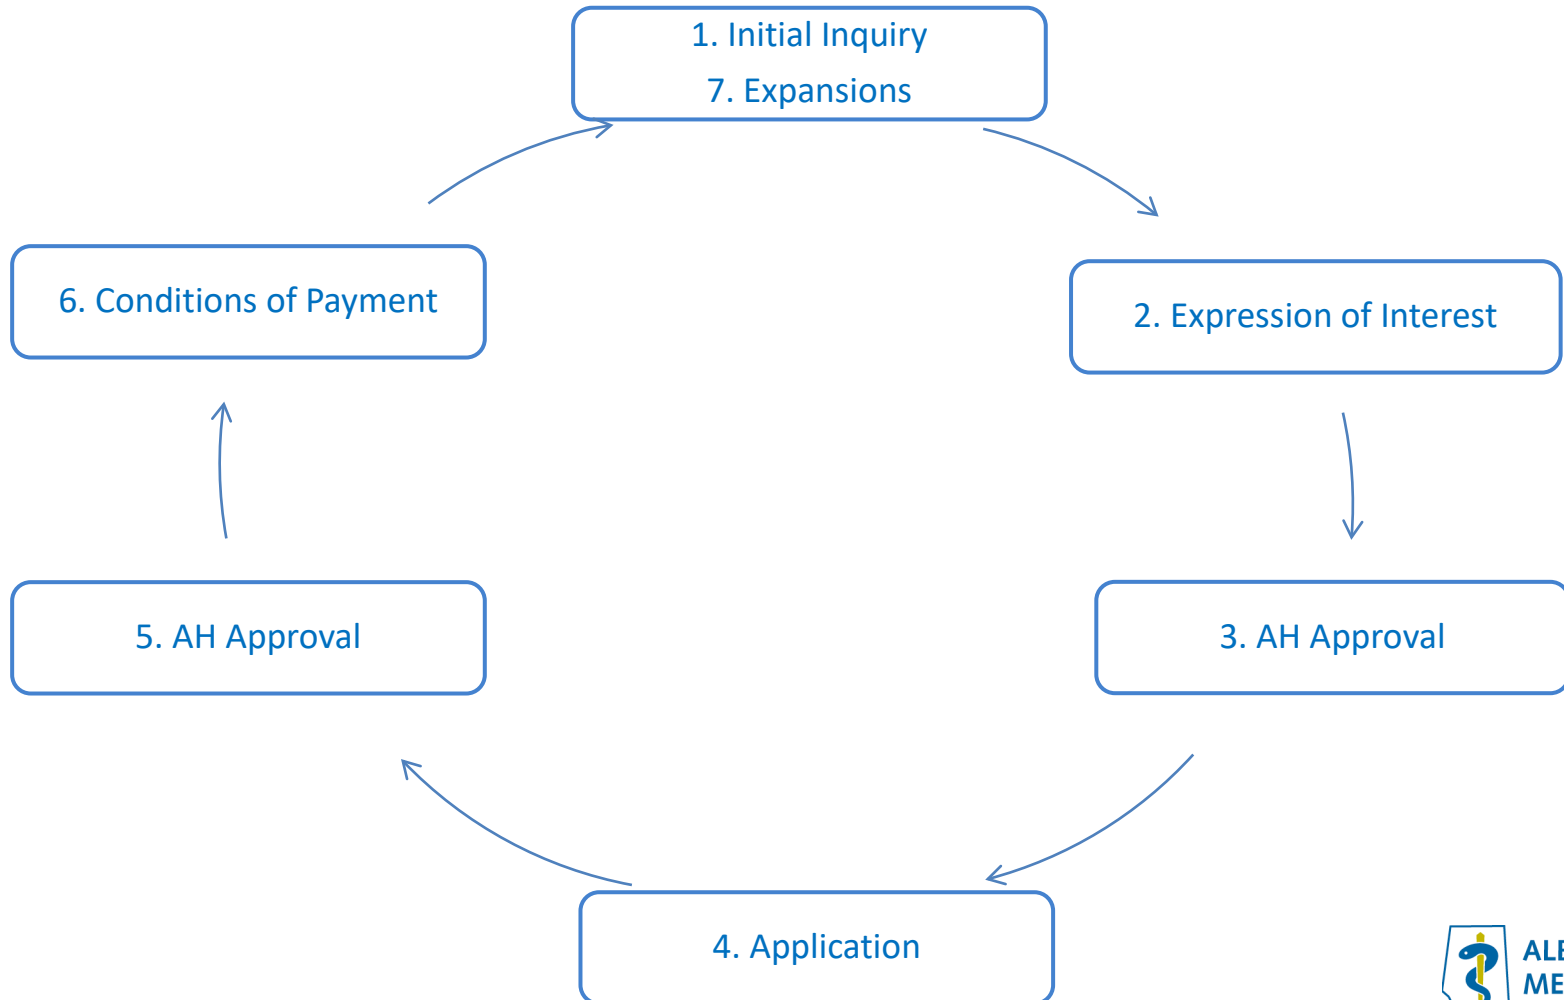 1. Initial Inquiry
7. Expansions
2. Expression of Interest
3. AH Approval
4. Application
5. AH Approval
6. Conditions of Payment